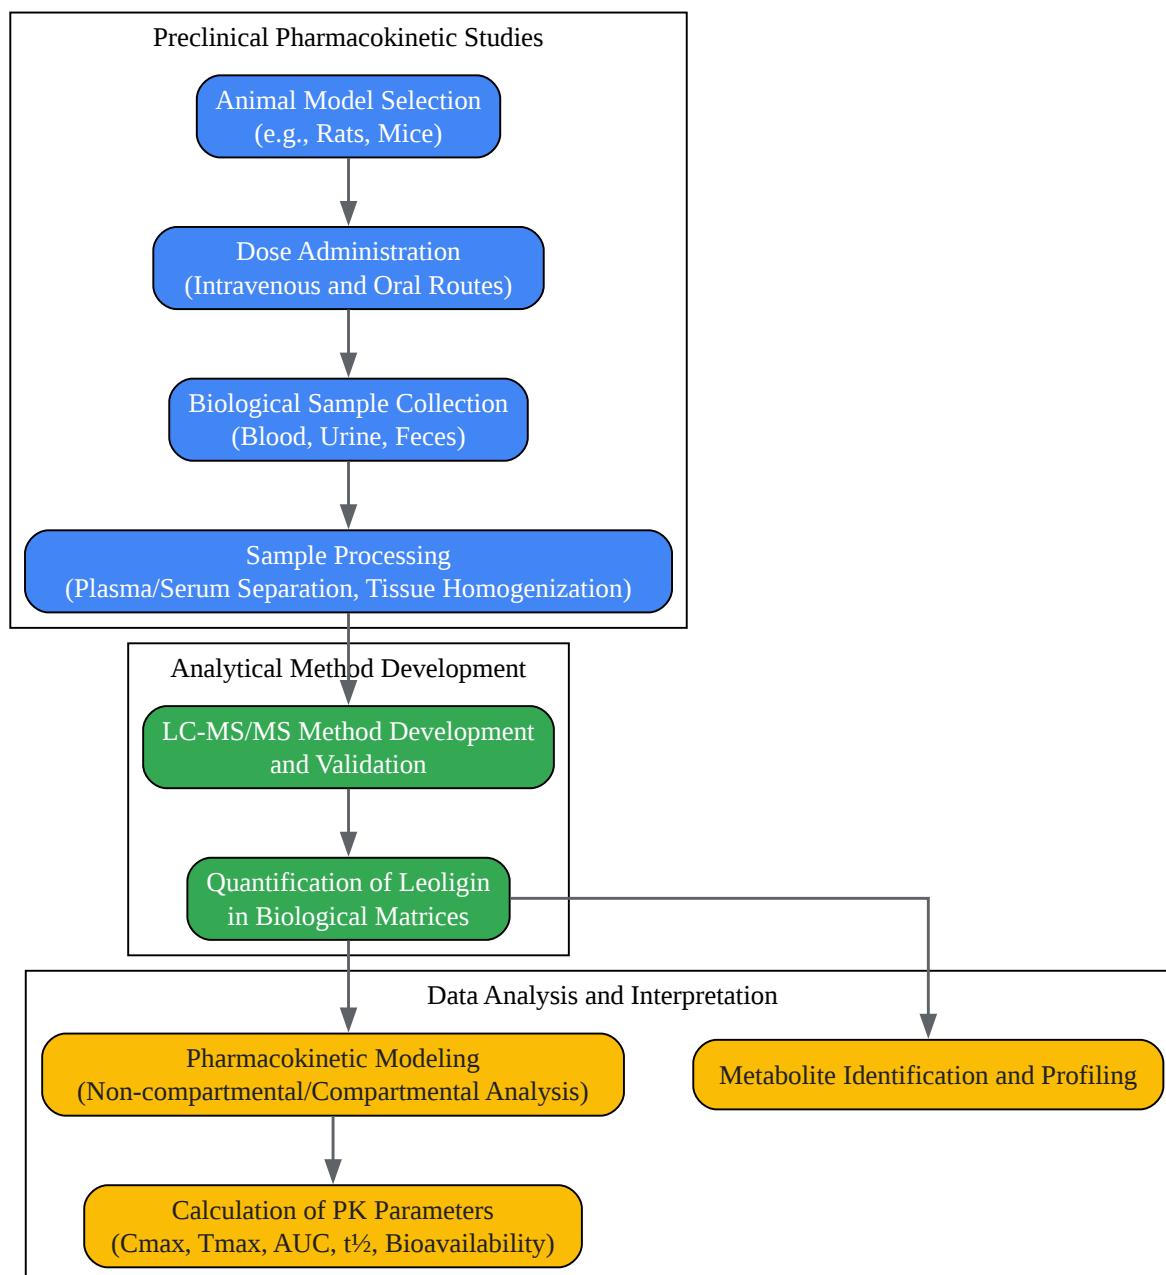 Preclinical Pharmacokinetic Studies
Animal Model Selection
(e.g., Rats, Mice)
Dose Administration
(Intravenous and Oral Routes)
Biological Sample Collection
(Blood, Urine, Feces)
Sample Processing
(Plasma/Serum Separation, Tissue Homogenization)
Analytical Method Development
LC-MS/MS Method Development
and Validation
Quantification of Leoligin
in Biological Matrices
Data Analysis and Interpretation
Pharmacokinetic Modeling
(Non-compartmental/Compartmental Analysis)
Metabolite Identification and Profiling
Calculation of PK Parameters
(Cmax, Tmax, AUC, t½, Bioavailability)